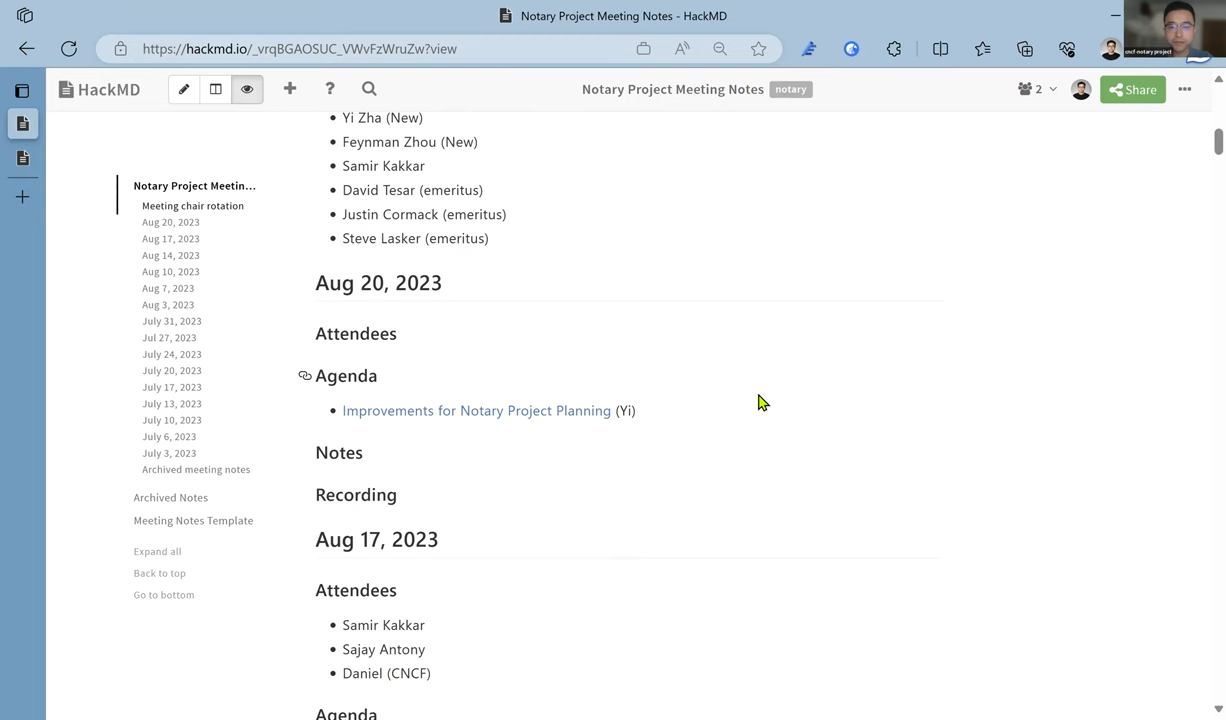 Notary Project Meeting Notes - HackMD
https://hackmd.io/_vrqBGAOSUC_VWvFzWruZw?view
cncf-notary project
HackMD
Notary Project Meeting Notes notary
2
Share
Notary Project Meetin...
Meeting chair rotation
Aug 20, 2023
Aug 17, 2023
Aug 14, 2023
Aug 10, 2023
Aug 7, 2023
Aug 3, 2023
July 31, 2023
Jul 27, 2023
July 24, 2023
July 20, 2023
July 17, 2023
July 13, 2023
July 10, 2023
July 6, 2023
July 3, 2023
Archived meeting notes
Archived Notes
Meeting Notes Template
Expall all
Back to top
Go to bottom
Yi Zha (New)
Feynman Zhou (New)
Samir Kakkar
David Tesar (emeritus)
Justin Cormack (emeritus)
Steve Lasker (emeritus)
Aug 20, 2023
Attendees
Agenda
Improvements for Notary Project Planning (Yi)
Notes
Recording
Aug 17, 2023
Attendees
Samir Kakkar
Sajay Antony
Daniel (CNCF)
Agenda